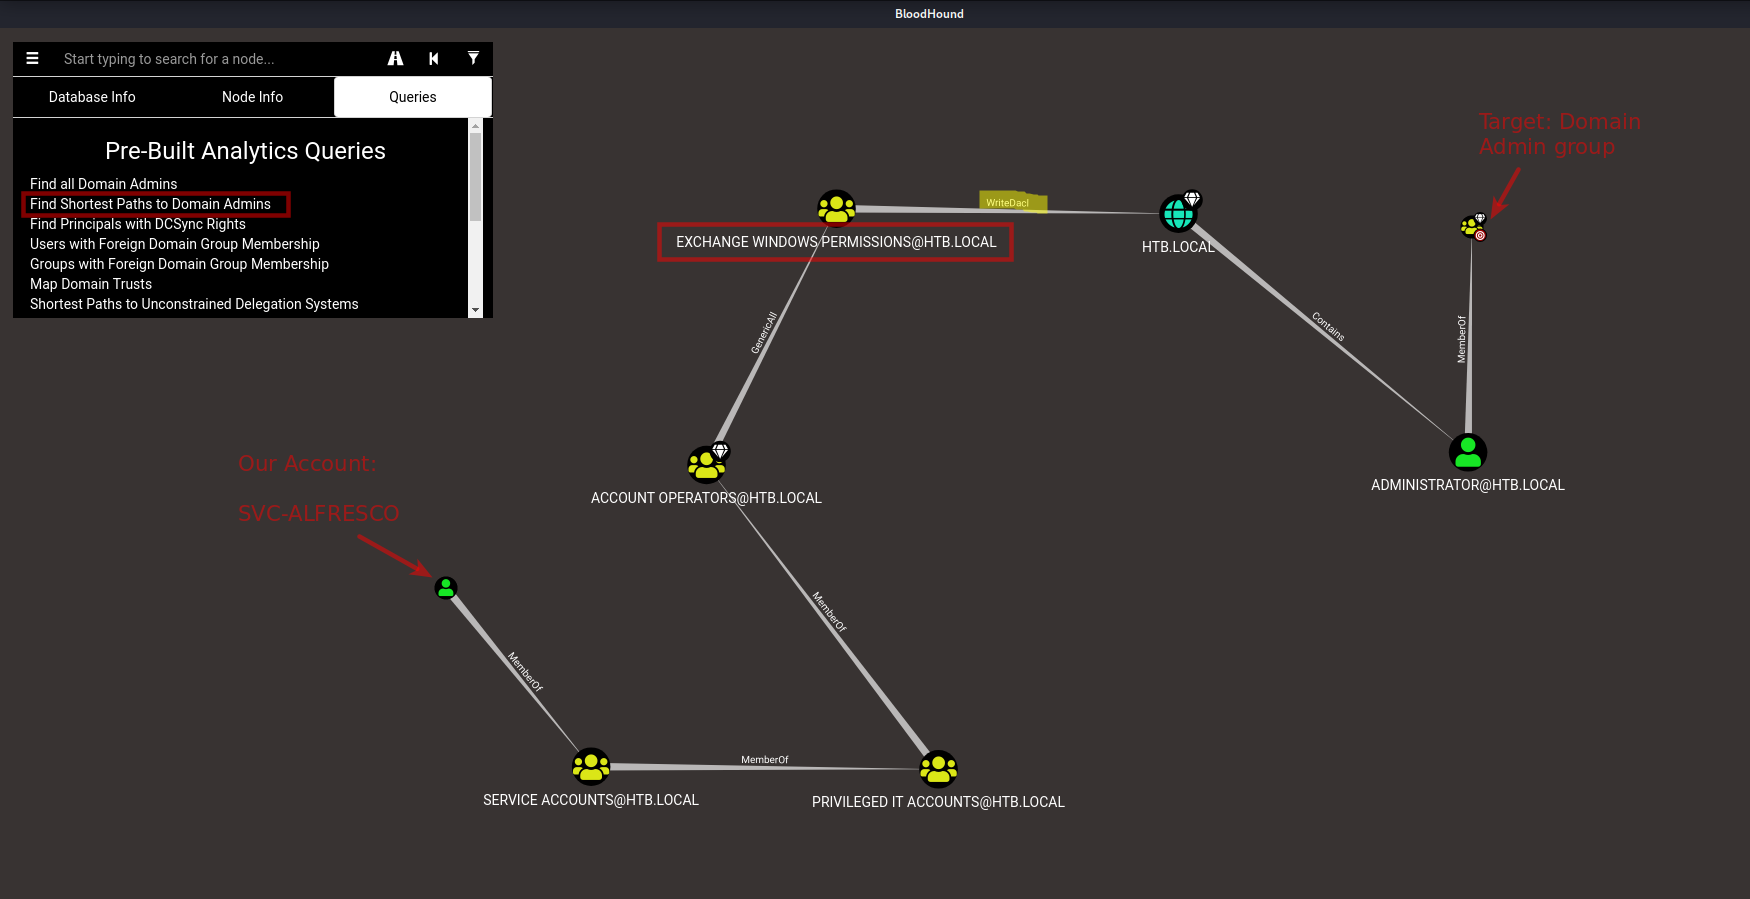 BloodHound
Start typing to search for a node...
Database Info
Node Info
Queries
Pre-Built Analytics Queries
Find all Domain Admins
Find Shortest Paths to Domain Admins
Find Principals with DCSync Rights
Users with Foreign Domain Group Membership
Groups with Foreign Domain Group Membership
Map Domain Trusts
Shortest Paths to Unconstrained Delegation Systems
Target: Domain
Admin group
WriteDacl
EXCHANGE WINDOWS PERMISSIONS@HTB.LOCAL
HTB.LOCAL
GenericAll
Contains
MemberOf
Our Account:
SVC-ALFRESCO
ACCOUNT OPERATORS@HTB.LOCAL
ADMINISTRATOR@HTB.LOCAL
MemberOf
MemberOf
MemberOf
SERVICE ACCOUNTS@HTB.LOCAL
PRIVILEGED IT ACCOUNTS@HTB.LOCAL